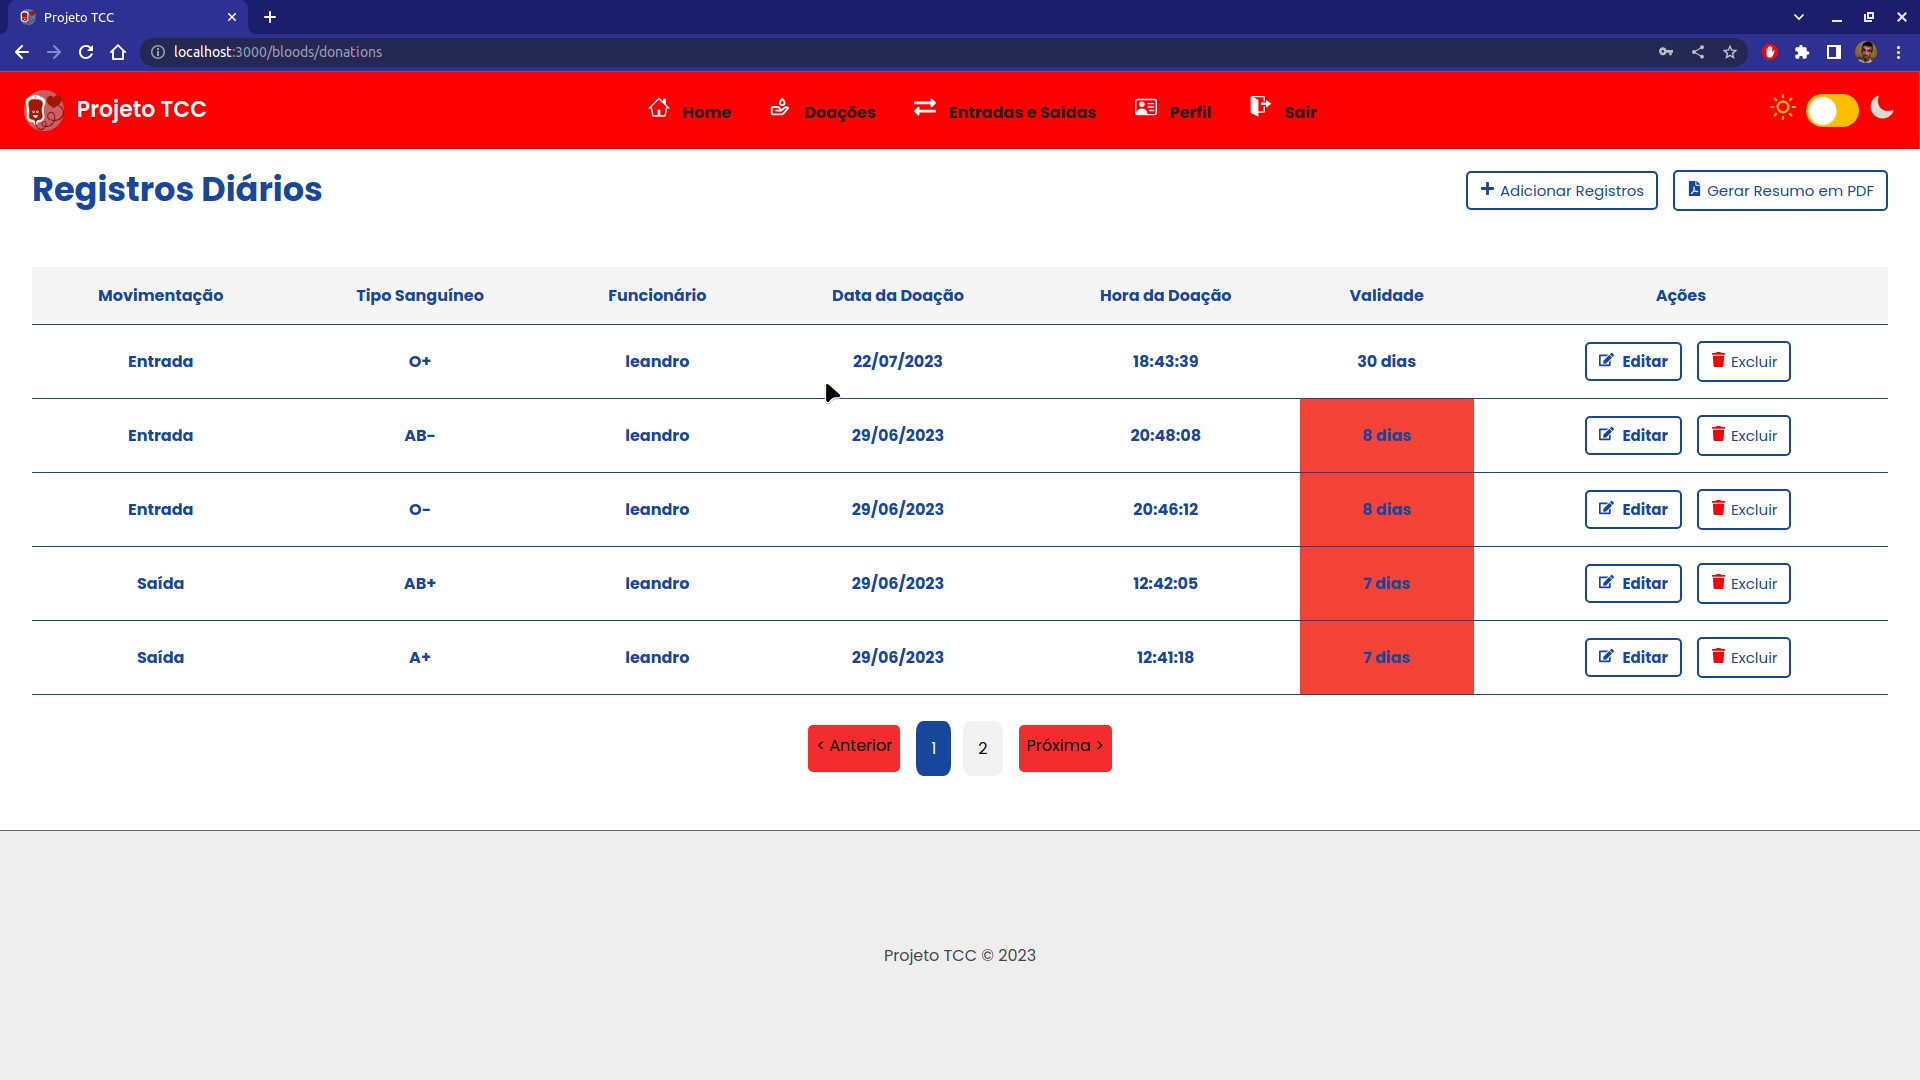 Projeto TCC
localhost:3000/bloods/donations
Projeto TCC Home Doações Entradas e Saídas Perfil Sair
Registros Diários Adicionar Registros Gerar Resumo em PDF
Movimentação Tipo Sanguíneo Funcionário Data da Doação Hora da Doação Validade Ações
Entrada O+ leandro 22/07/2023 18:43:39 30 dias Editar Excluir
Entrada AB- leandro 29/06/2023 20:48:08 8 dias Editar Excluir
Entrada O- leandro 29/06/2023 20:46:12 8 dias Editar Excluir
Saída AB+ leandro 29/06/2023 12:42:05 7 dias Editar Excluir
Saída A+ leandro 29/06/2023 12:41:18 7 dias Editar Excluir
< Anterior 1 2 Próxima >
Projeto TCC © 2023